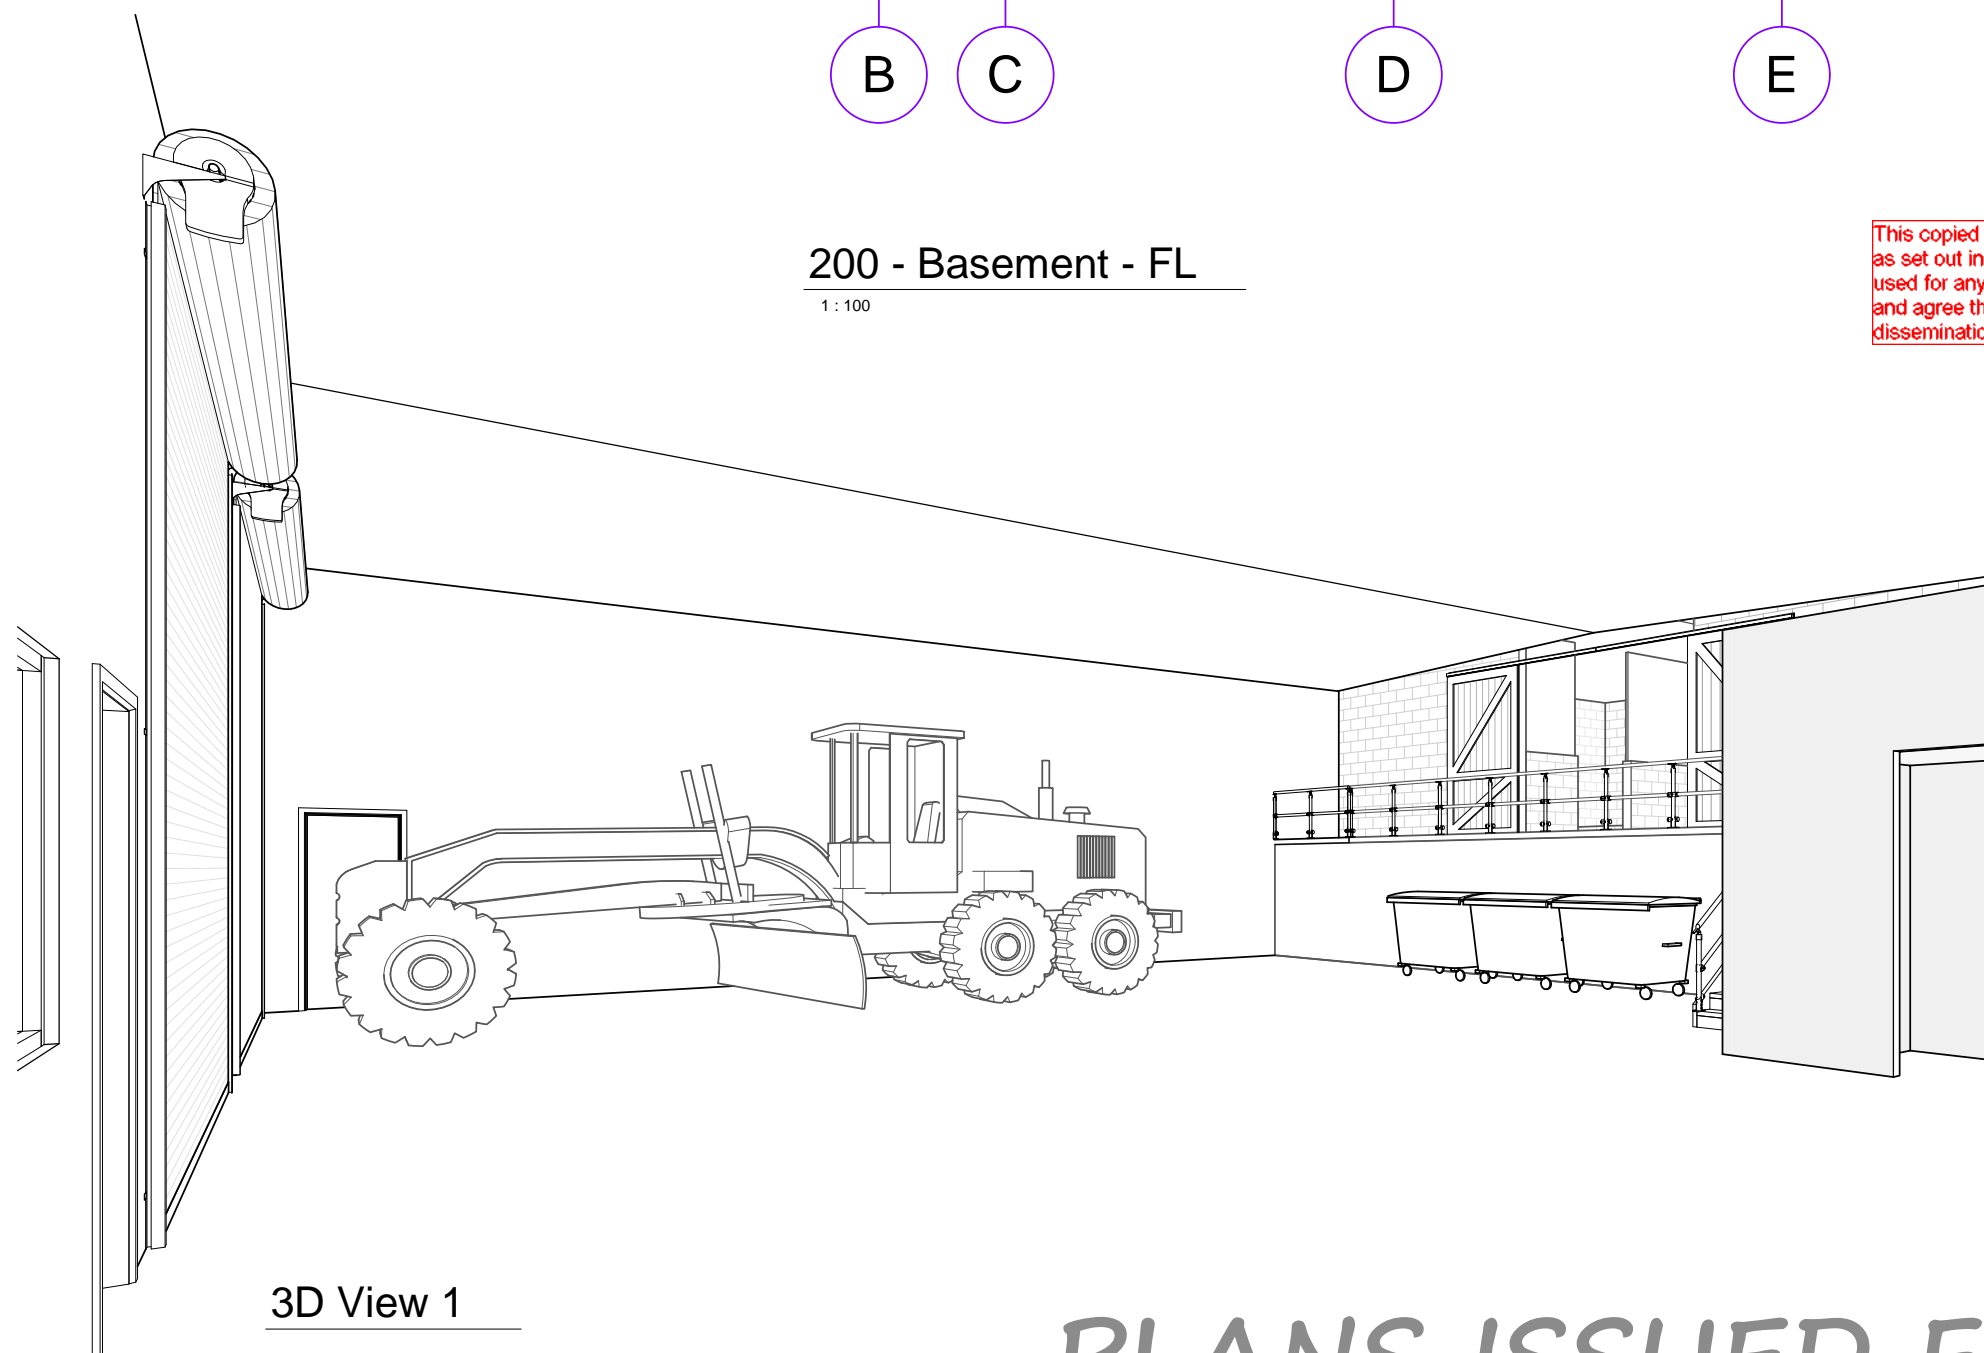 B C D E
200 - Basement - FL
1 : 100
This copied
as set out in
used for any
and agree th
disseminatio
3D View 1
PLANS ISSUED F